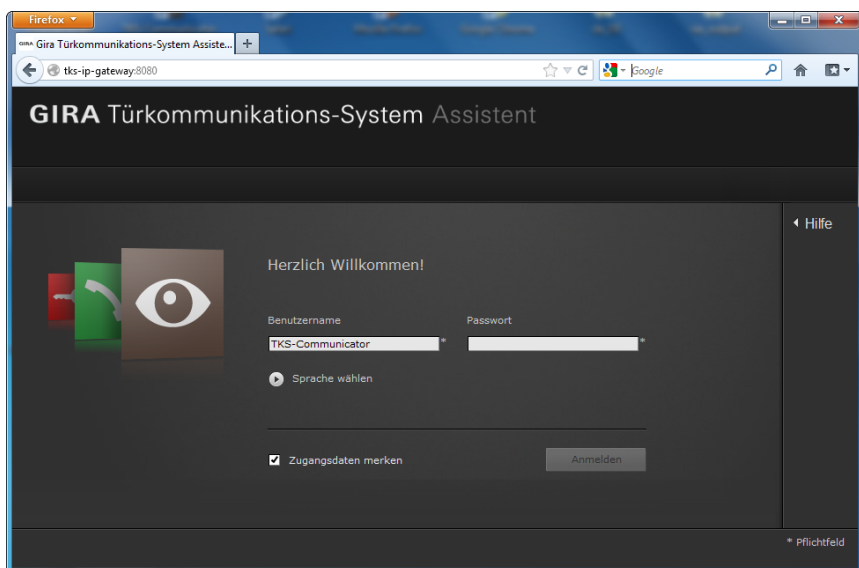 Firefox
GIRA Gira Türkommunikations-System Assiste...
tks-ip-gateway:8080
Google
GIRA Türkommunikations-System Assistent
Hilfe
Herzlich Willkommen!
Benutzername Passwort
TKS-Communicator * *
Sprache wählen
Zugangsdaten merken Anmelden
* Pflichtfeld